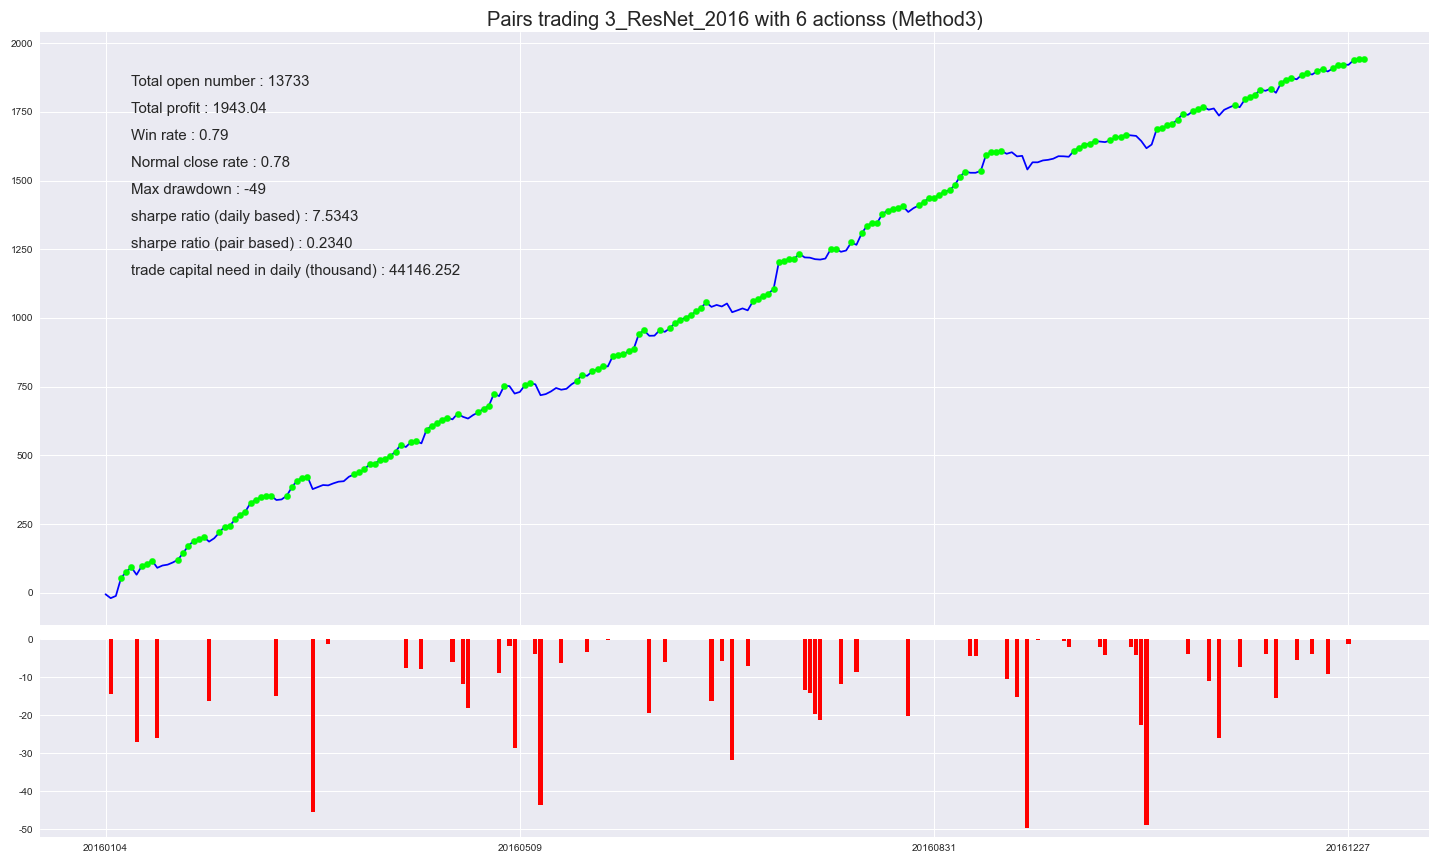 Pairs trading 3_ResNet_2016 with 6 actionss (Method3)
2000
1750
1500
1250
1000
750
500
250
0
Total open number : 13733
Total profit : 1943.04
Win rate : 0.79
Normal close rate : 0.78
Max drawdown : -49
sharpe ratio (daily based) : 7.5343
sharpe ratio (pair based) : 0.2340
trade capital need in daily (thousand) : 44146.252
0
-10
-20
-30
-40
-50
20160104
20160509
20160831
20161227